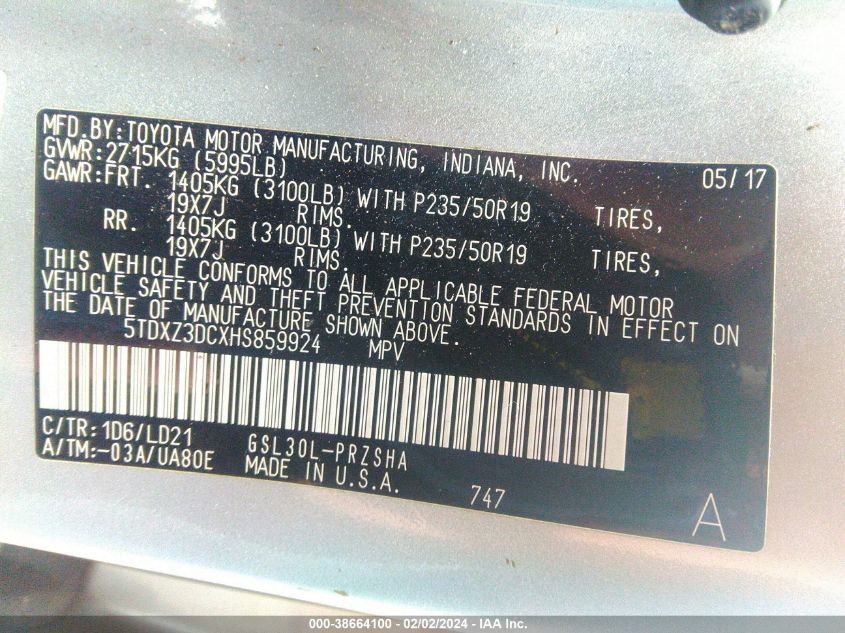 MFD.BY:TOYOTA MOTOR MANUFACTURING, INDIANA, INC. 05/17
GVWR:2715KG (5995LB)
GAWR:FRT. 1405KG (3100LB) WITH P235/50R19 TIRES,
19X7J RIMS.
RR. 1405KG (3100LB) WITH P235/50R19 TIRES,
19X7J RIMS.
THIS VEHICLE CONFORMS TO ALL APPLICABLE FEDERAL MOTOR
VEHICLE SAFETY AND THEFT PREVENTION STANDARDS IN EFFECT ON
THE DATE OF MANUFACTURE SHOWN ABOVE.
5TDXZ3DCXHS859924 MPV
C/TR:1D6/LD21 GSL30L-PRZSHA
A/TM:-03A/UA80E MADE IN U.S.A. 747 A
000-38664100 - 02/02/2024 - IAA Inc.